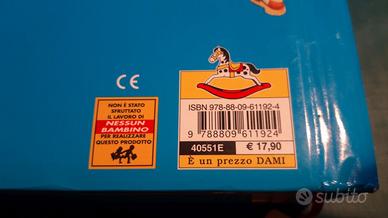 CE
NON È STATO
SFRUTTATO
IL LAVORO DI
NESSUN
BAMBINO
PER REALIZZARE
QUESTO PRODOTTO
ISBN 978-88-09-61192-4
9 788809 611924
40551E
€ 17,90
È un prezzo DAMI
subito